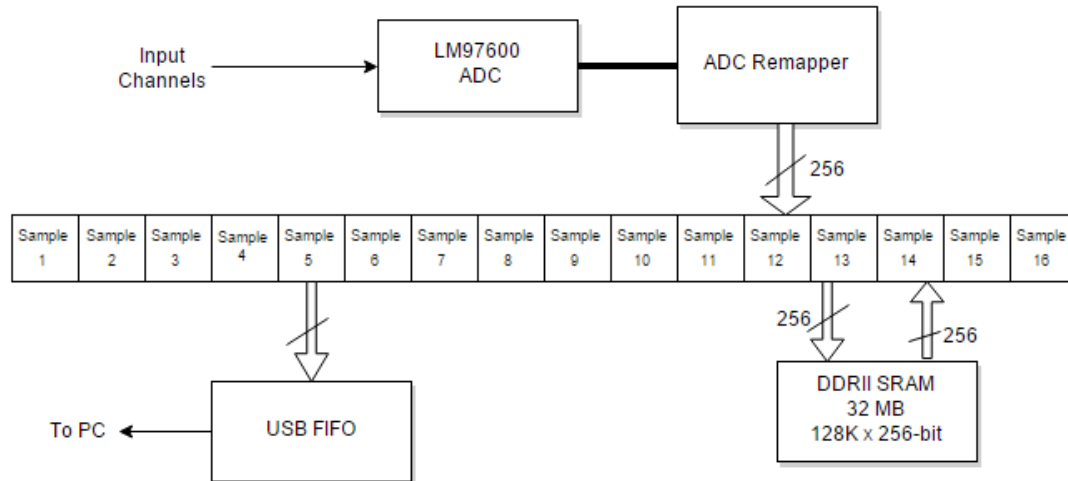 Input
Channels
LM97600
ADC
ADC Remapper
256
Sample
1
Sample
2
Sample
3
Sample
4
Sample
5
Sample
6
Sample
7
Sample
8
Sample
9
Sample
10
Sample
11
Sample
12
Sample
13
Sample
14
Sample
15
Sample
16
256
256
To PC
USB FIFO
DDRII SRAM
32 MB
128K x 256-bit